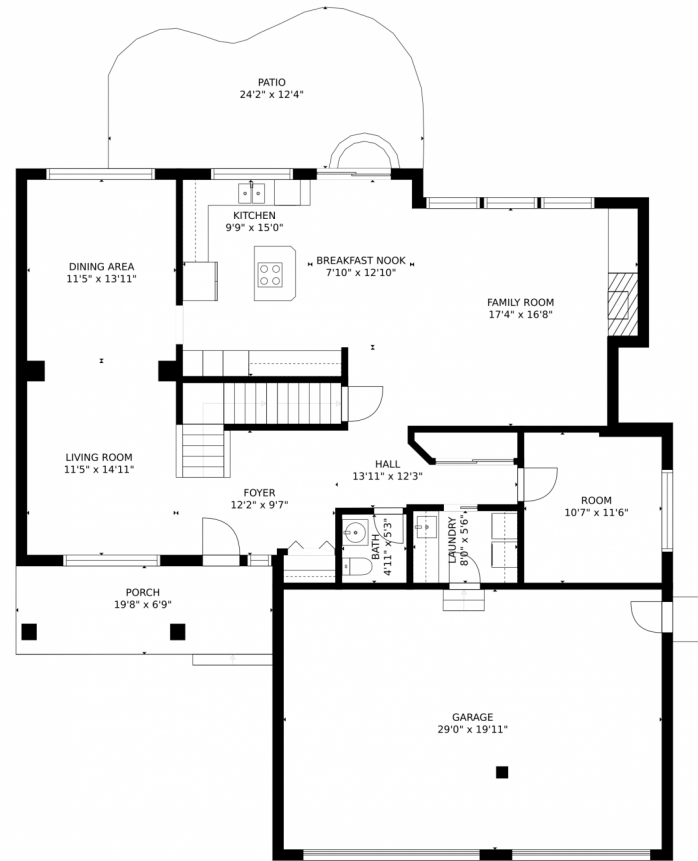 PATIO
24'2" x 12'4"
KITCHEN
9'9" x 15'0"
BREAKFAST NOOK
7'10" x 12'10"
DINING AREA
11'5" x 13'11"
FAMILY ROOM
17'4" x 16'8"
LIVING ROOM
11'5" x 14'11"
HALL
13'11" x 12'3"
FOYER
12'2" x 9'7"
ROOM
10'7" x 11'6"
BATH
4'11" x 5'3"
LAUNDRY
8'0" x 5'6"
PORCH
19'8" x 6'9"
GARAGE
29'0" x 19'11"